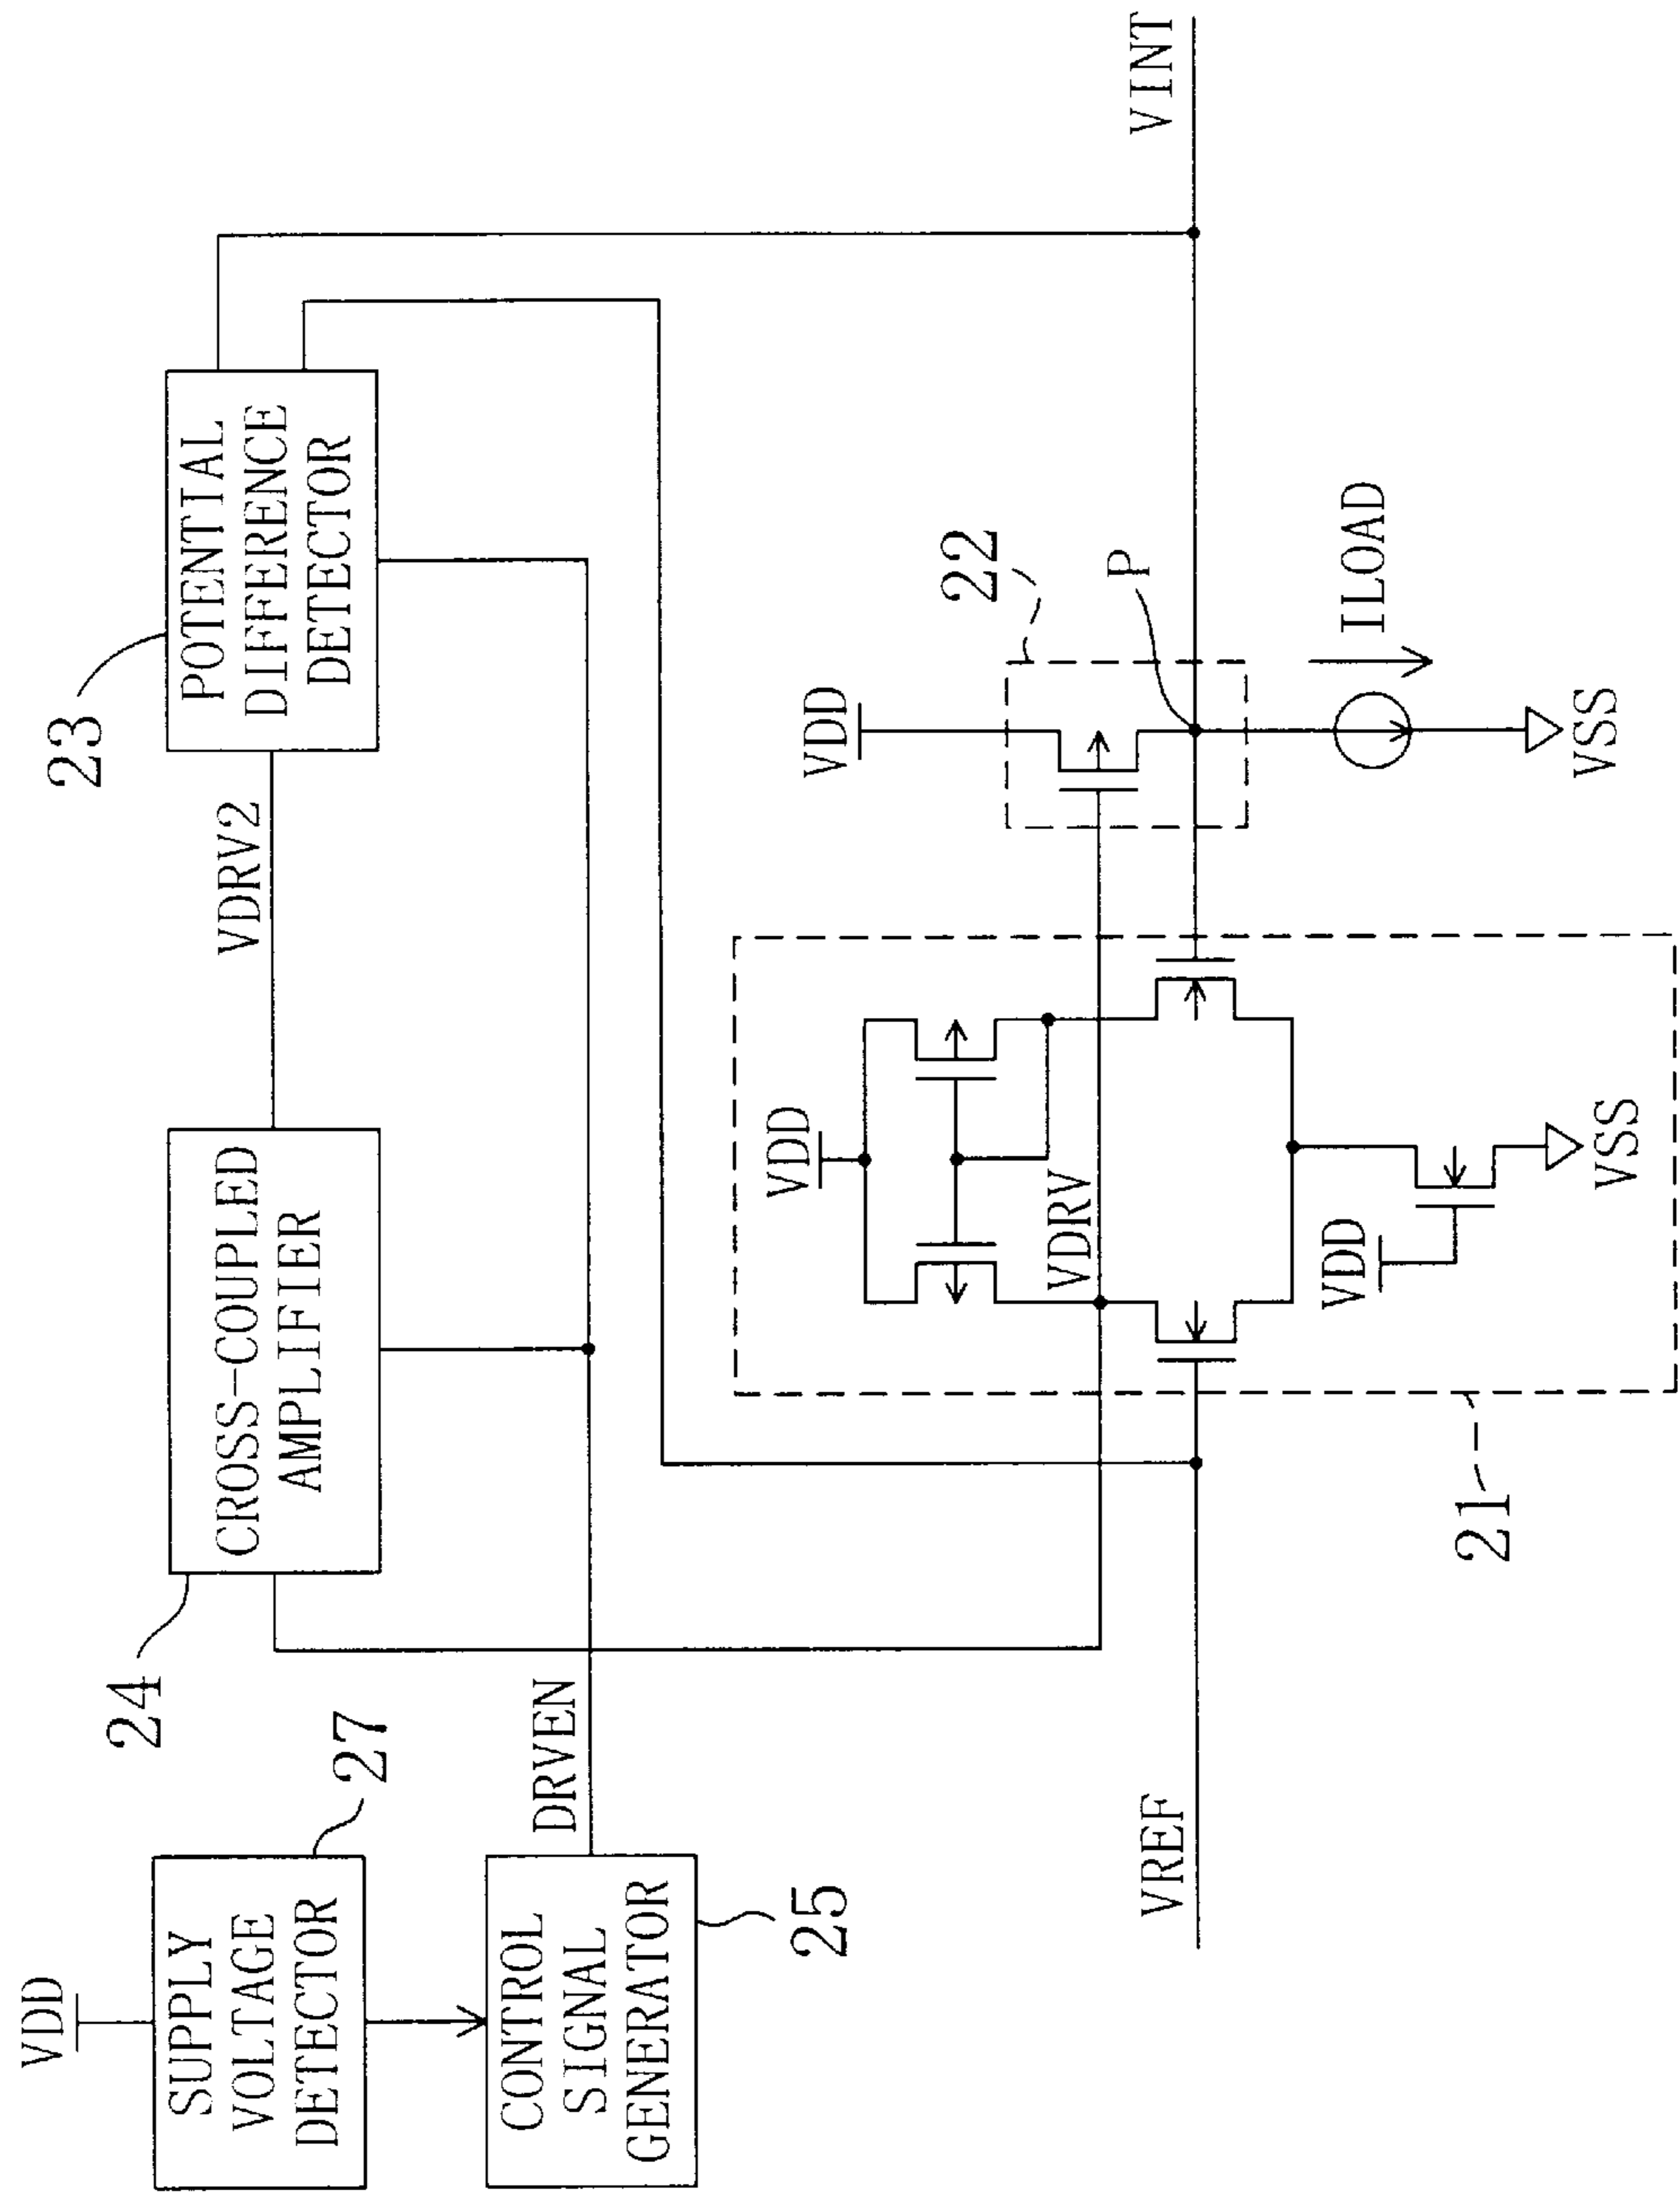 VDD
SUPPLY
VOLTAGE
DETECTOR
27
CONTROL
SIGNAL
GENERATOR
25
DRVEN
24
CROSS-COUPLED
AMPLIFIER
VDRV2
23
POTENTIAL
DIFFERENCE
DETECTOR
VREF
21
VDD
VDRV
VDD
VSS
22
VDD
P
ILOAD
VSS
VINT